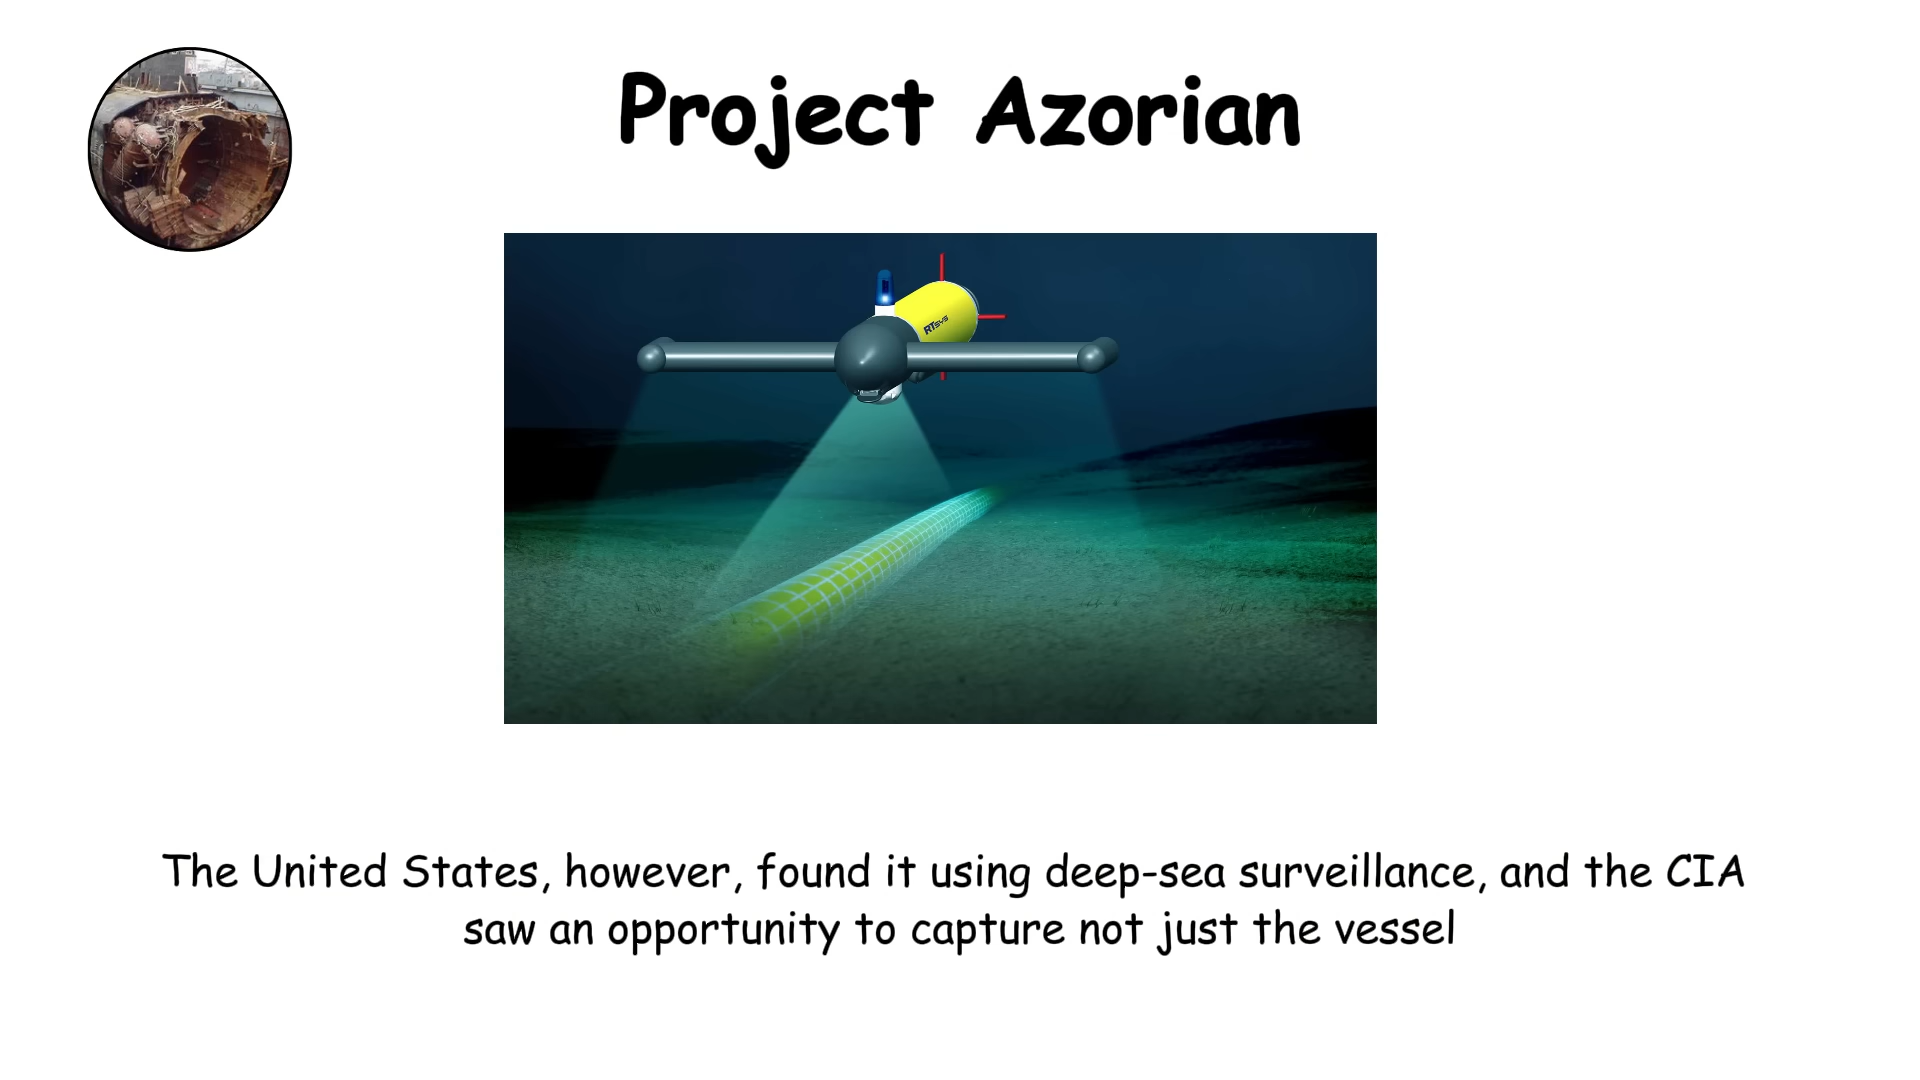 Project Azorian
RTSYS
The United States, however, found it using deep-sea surveillance, and the CIA
saw an opportunity to capture not just the vessel